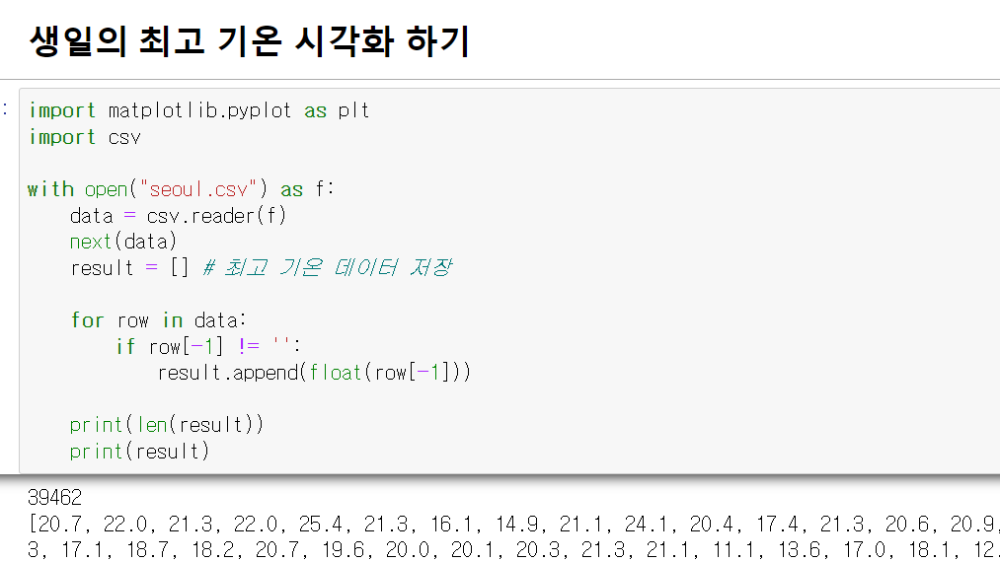 생일의 최고 기온 시각화 하기
:
import matplotlib.pyplot as plt
import csv
with open("seoul.csv") as f:
    data = csv.reader(f)
    next(data)
    result = [] # 최고 기온 데이터 저장
    for row in data:
        if row[-1] != '':
            result.append(float(row[-1]))
    print(len(result))
    print(result)
39462
[20.7, 22.0, 21.3, 22.0, 25.4, 21.3, 16.1, 14.9, 21.1, 24.1, 20.4, 17.4, 21.3, 20.6, 20.9,
3, 17.1, 18.7, 18.2, 20.7, 19.6, 20.0, 20.1, 20.3, 21.3, 21.1, 11.1, 13.6, 17.0, 18.1, 12.